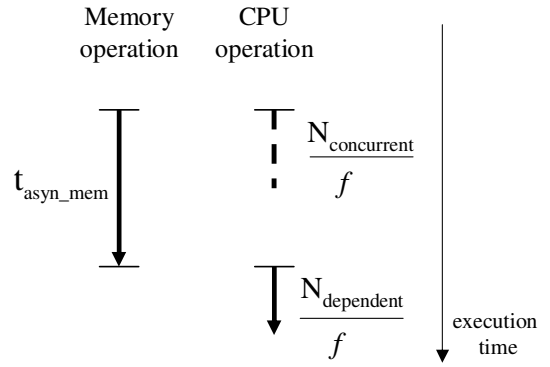 Memory operation
CPU operation
N_concurrent
f
t_asyn_mem
N_dependent
f
execution time